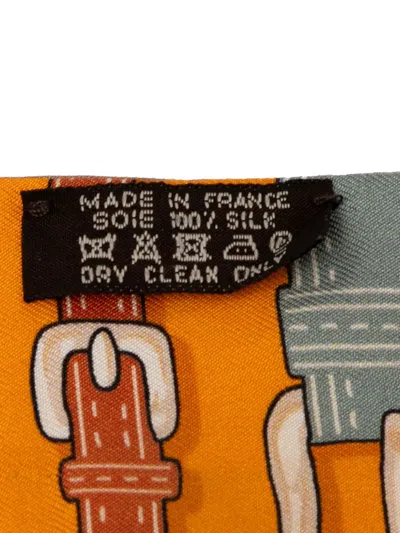 MADE IN FRANCE
SOIE 100% SILK
DRY CLEAN ONLY